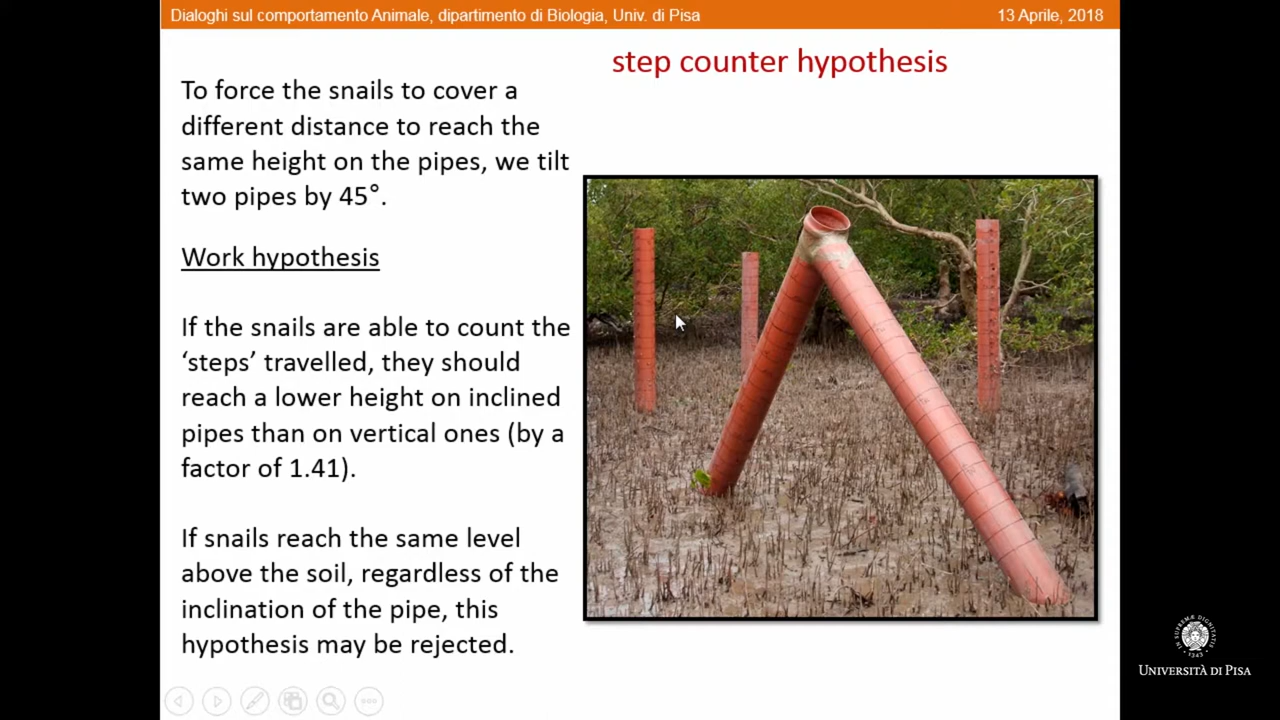 Dialoghi sul comportamento Animale, dipartimento di Biologia, Univ. di Pisa
13 Aprile, 2018
step counter hypothesis
To force the snails to cover a
different distance to reach the
same height on the pipes, we tilt
two pipes by 45°.
Work hypothesis
If the snails are able to count the
‘steps’ travelled, they should
reach a lower height on inclined
pipes than on vertical ones (by a
factor of 1.41).
If snails reach the same level
above the soil, regardless of the
inclination of the pipe, this
hypothesis may be rejected.
UNIVERSITÀ DI PISA